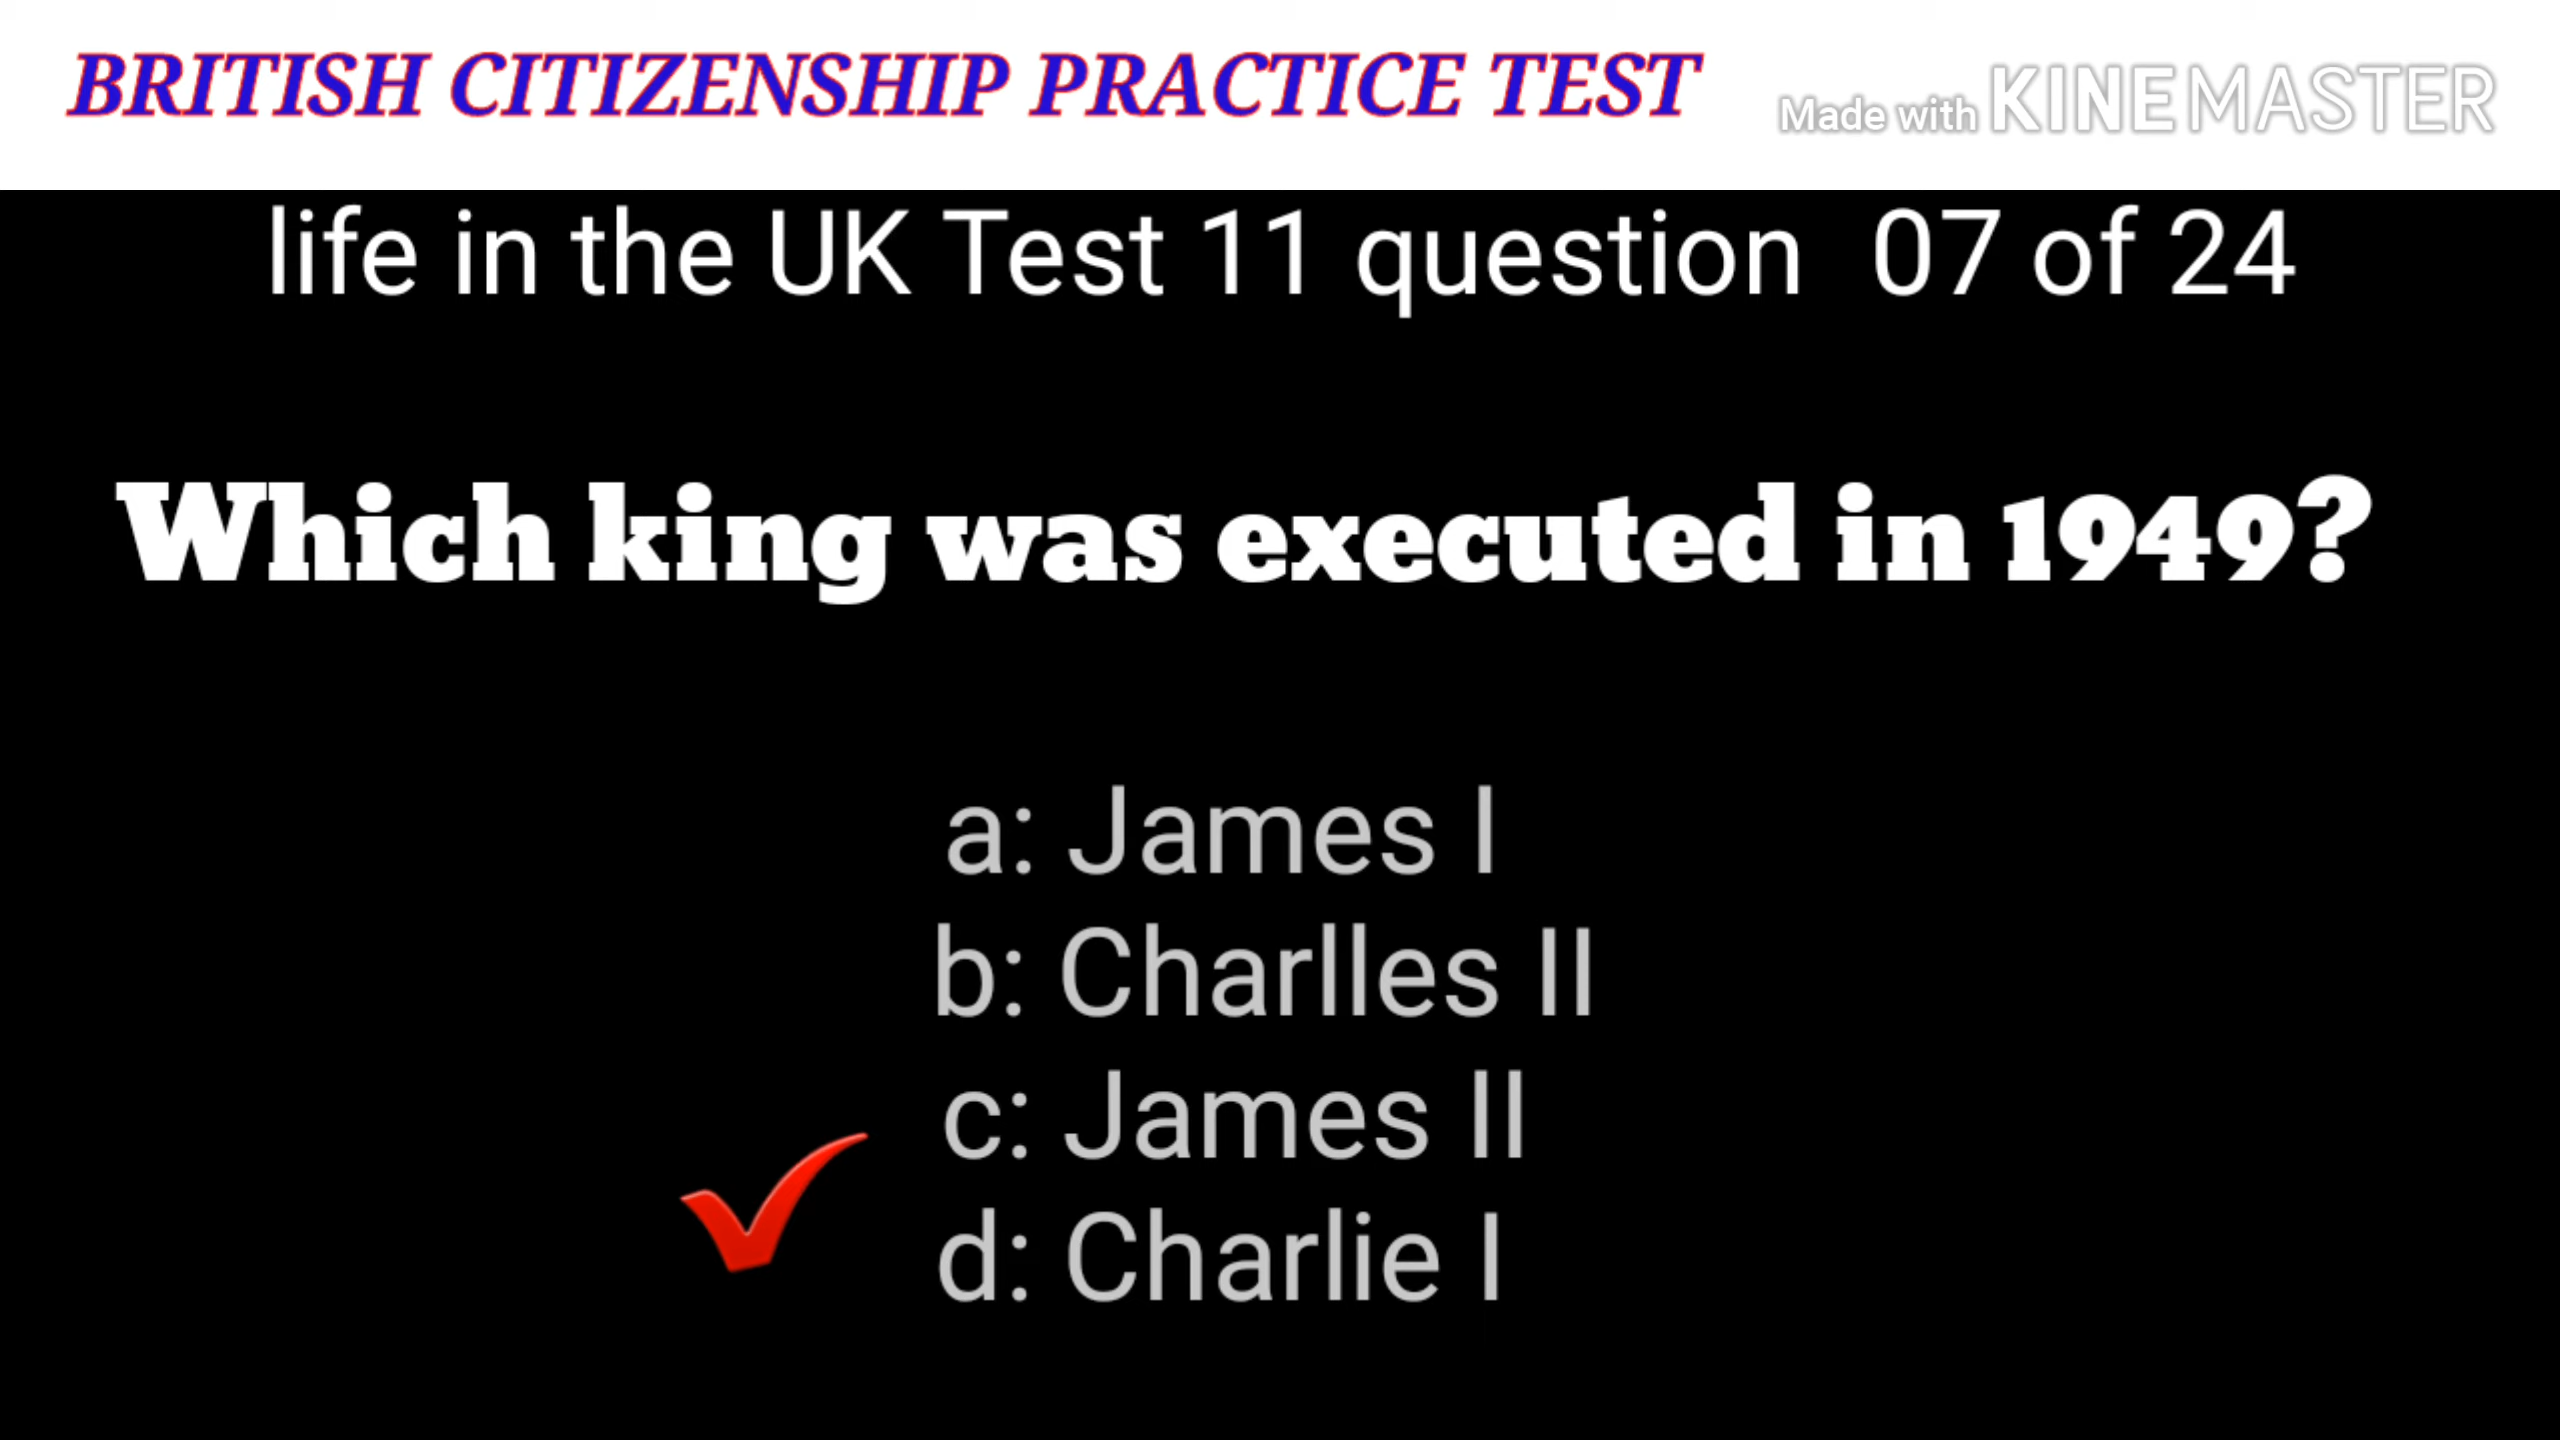 BRITISH CITIZENSHIP PRACTICE TEST
Made with KINEMASTER
life in the UK Test 11 question 07 of 24
Which king was executed in 1949?
a: James I
b: Charlles II
c: James II
d: Charlie I